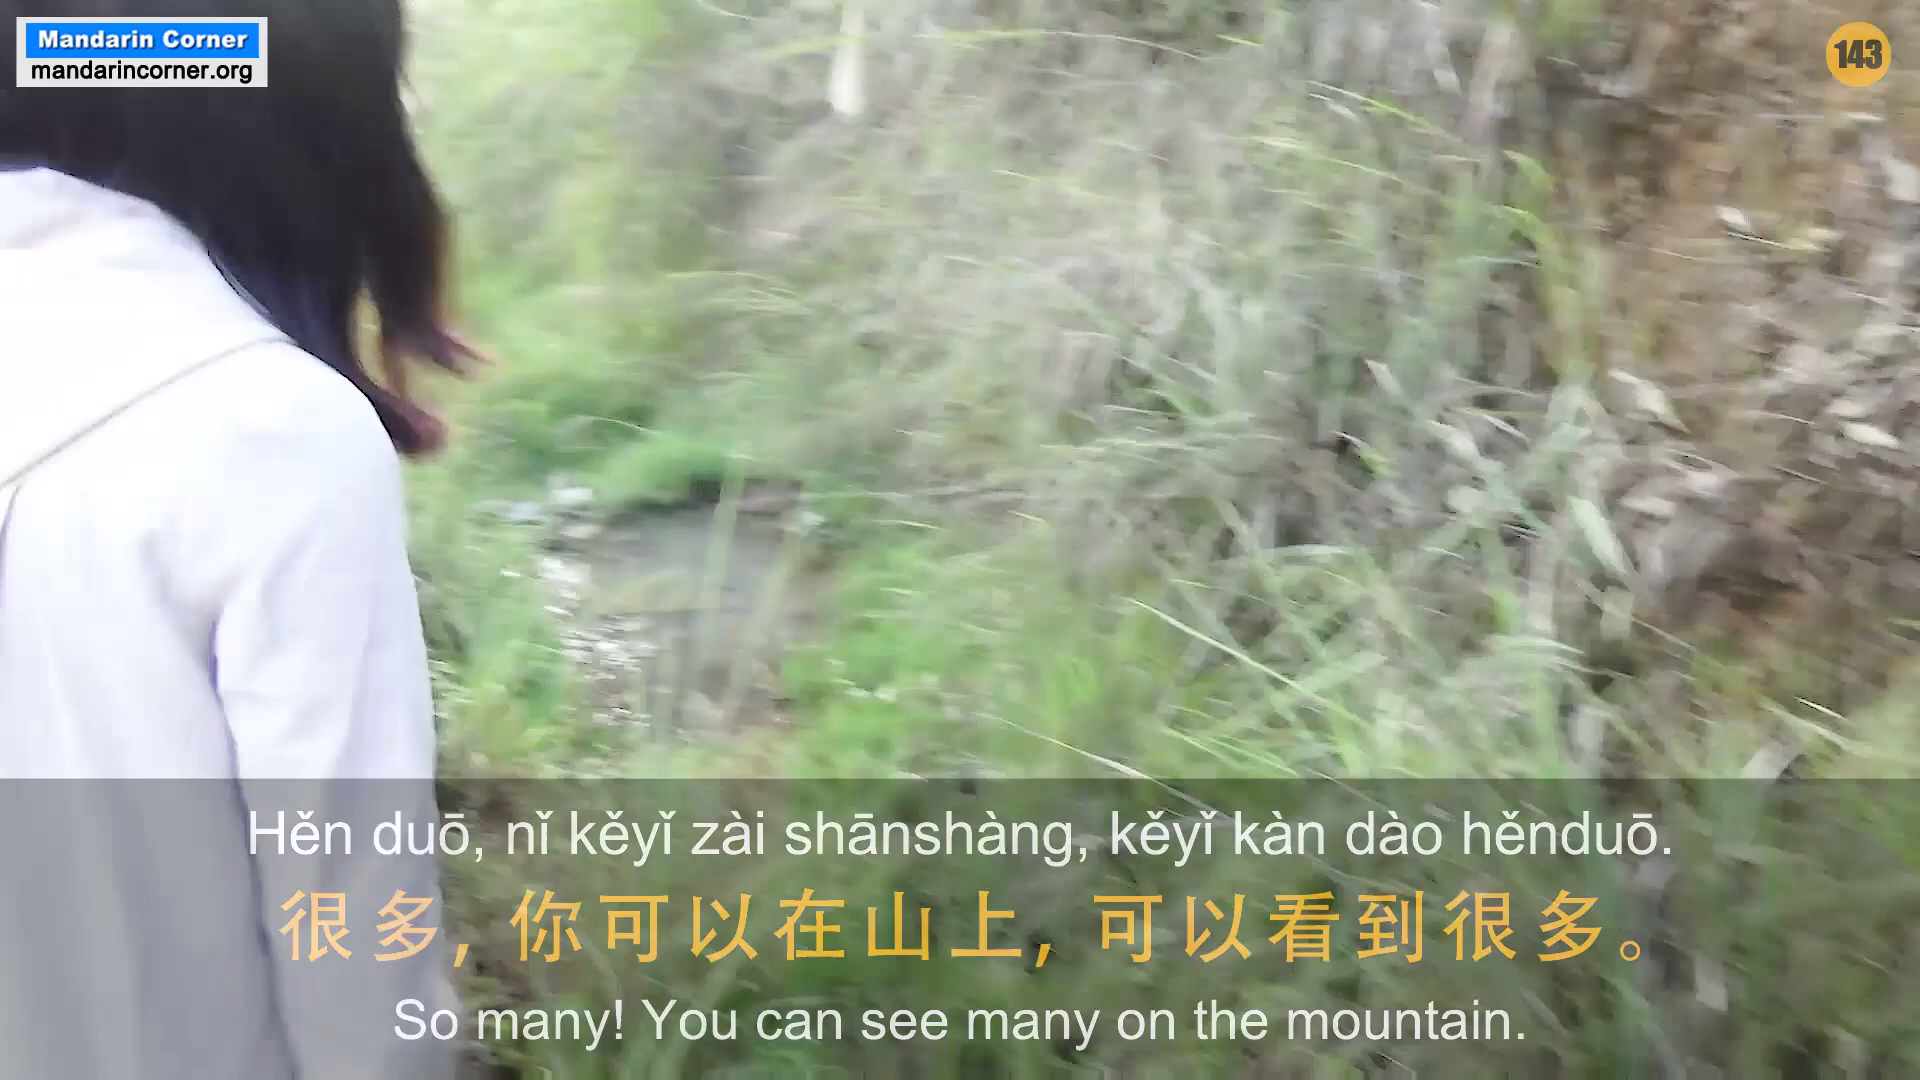 Mandarin Corner
mandarincorner.org
143
Hěn duō, nǐ kěyǐ zài shānshàng, kěyǐ kàn dào hěnduō.
很多, 你可以在山上, 可以看到很多。
So many! You can see many on the mountain.